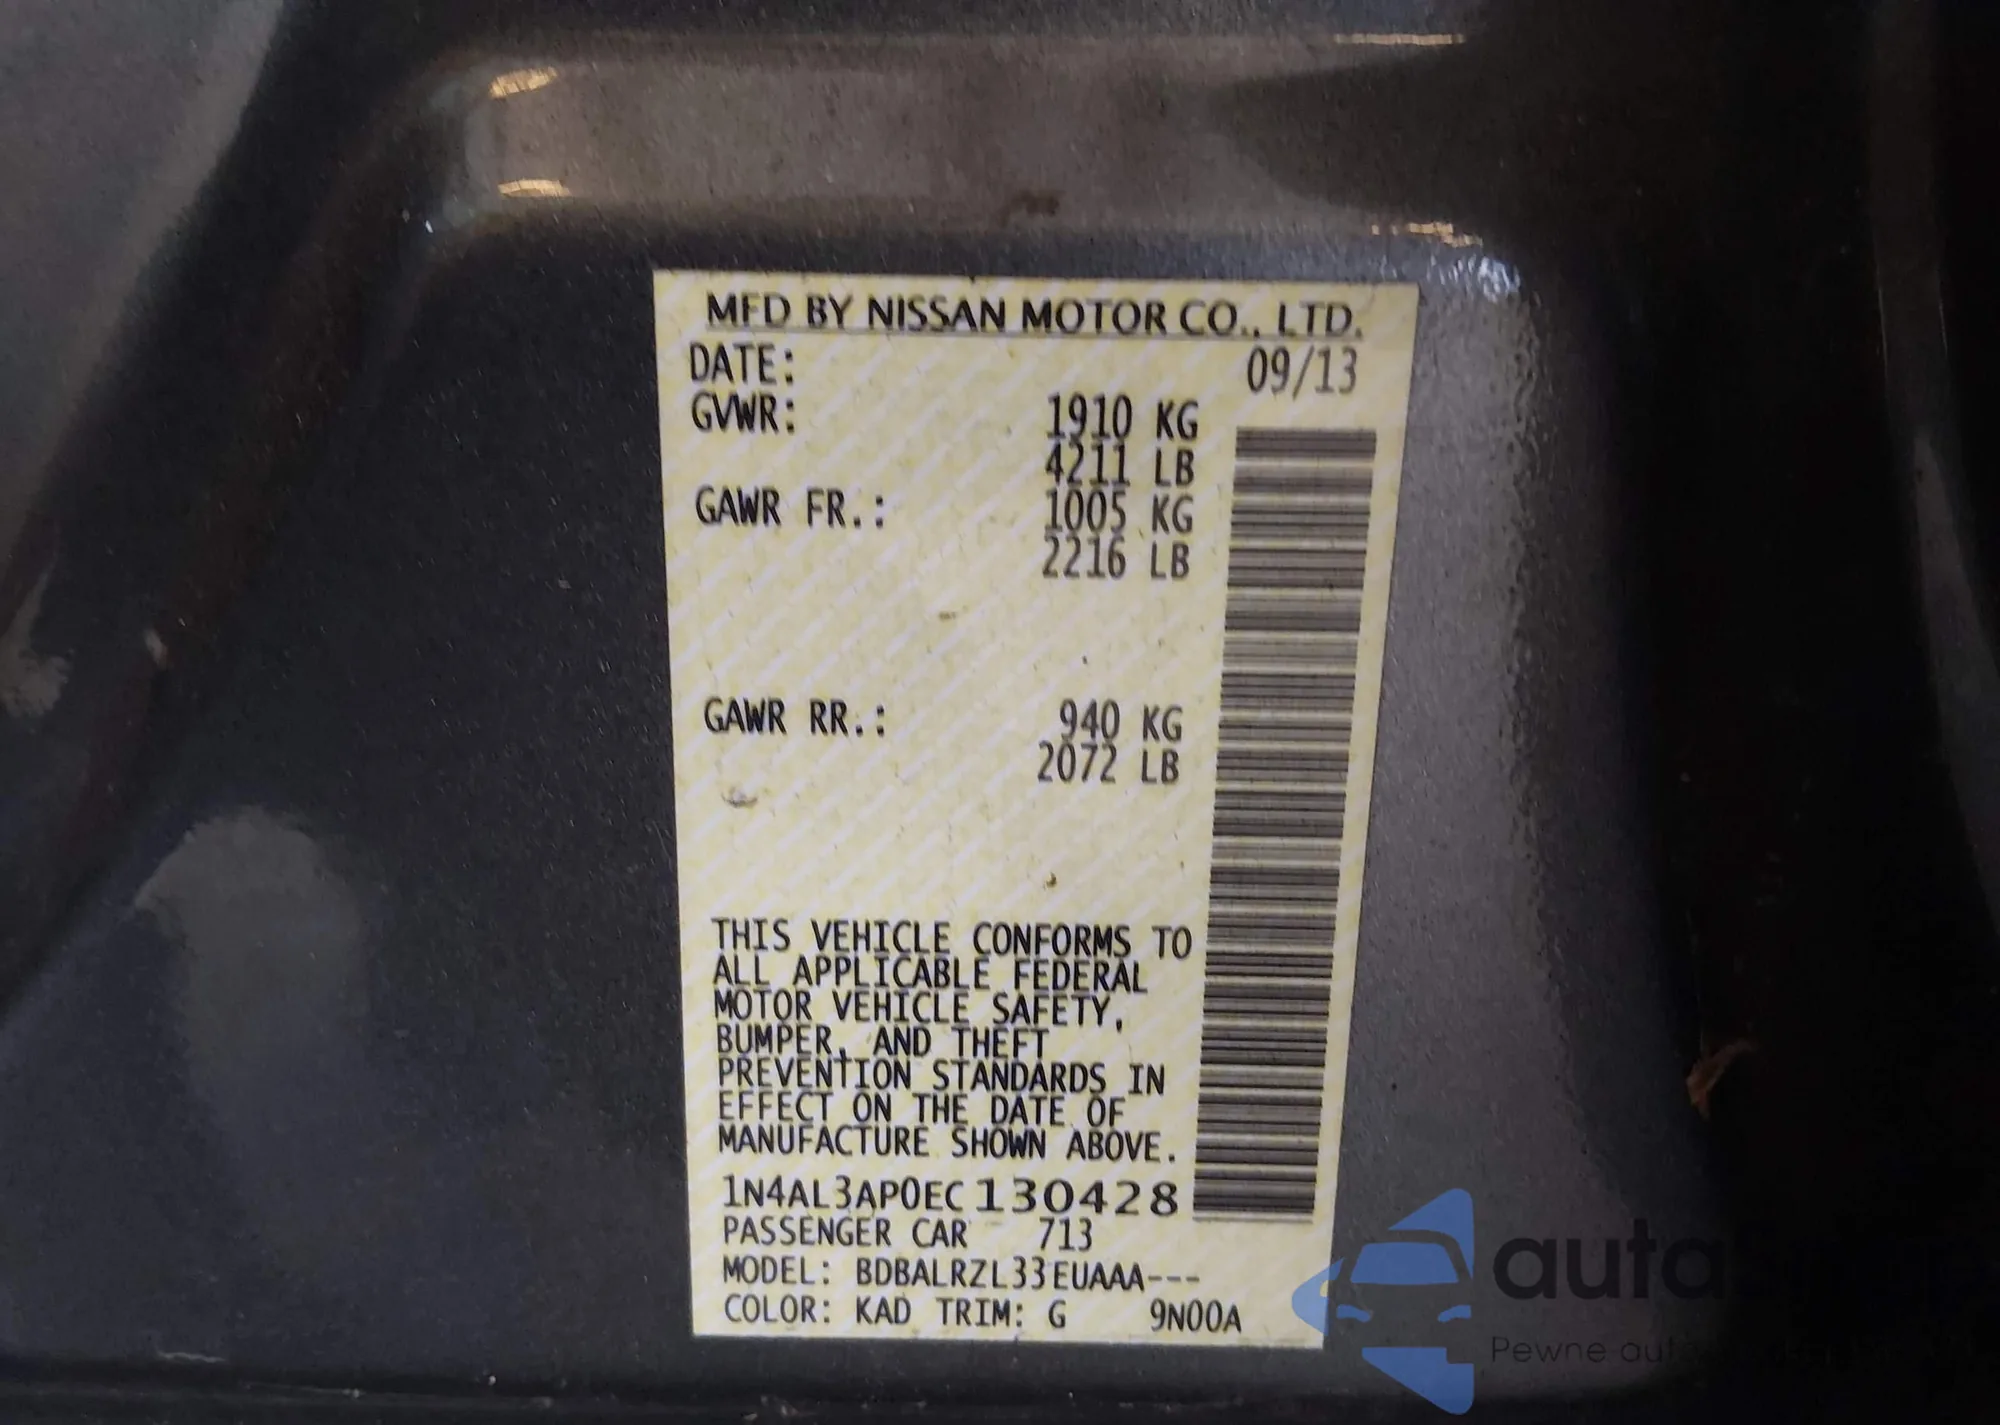 MFD BY NISSAN MOTOR CO., LTD.
DATE: 09/13
GVWR: 1910 KG
4211 LB
GAWR FR.: 1005 KG
2216 LB
GAWR RR.: 940 KG
2072 LB
THIS VEHICLE CONFORMS TO
ALL APPLICABLE FEDERAL
MOTOR VEHICLE SAFETY,
BUMPER, AND THEFT
PREVENTION STANDARDS IN
EFFECT ON THE DATE OF
MANUFACTURE SHOWN ABOVE.
1N4AL3AP0EC130428
PASSENGER CAR 713
MODEL: BDBALRZL33EUAAA---
COLOR: KAD TRIM: G 9N00A
Pewne